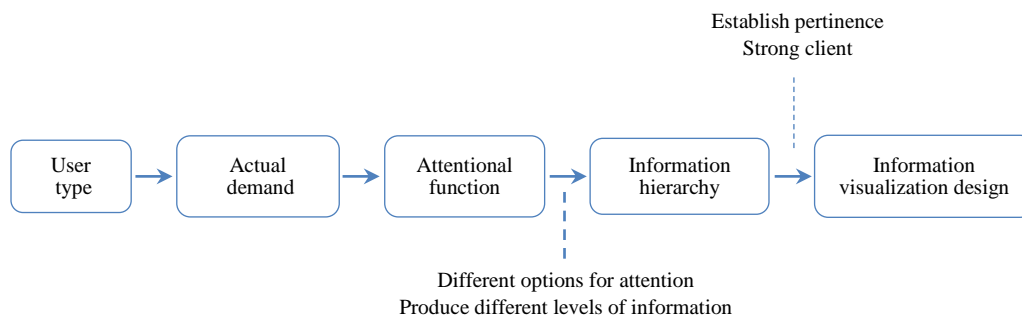 Establish pertinence
Strong client
User
type
Actual
demand
Attentional
function
Information
hierarchy
Information
visualization design
Different options for attention
Produce different levels of information